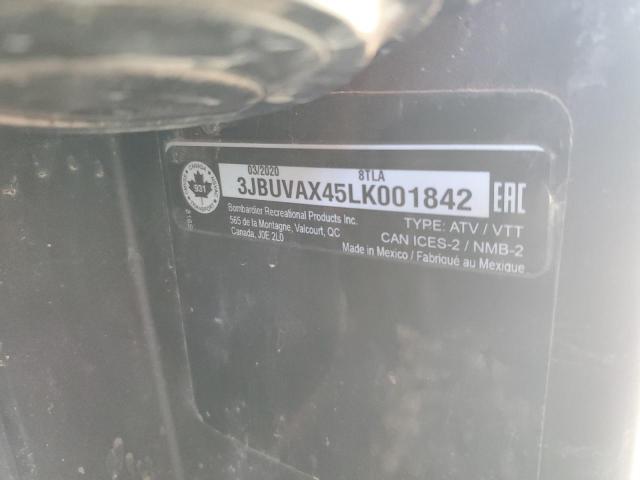 03/2020 8TLA
3JBUVAX45LK001842
CANADA
931
EAC
Bombardier Recreational Products Inc.
565 de la Montagne, Valcourt, QC
Canada, J0E 2L0
TYPE: ATV / VTT
CAN ICES-2 / NMB-2
Made in Mexico / Fabriqué au Mexique